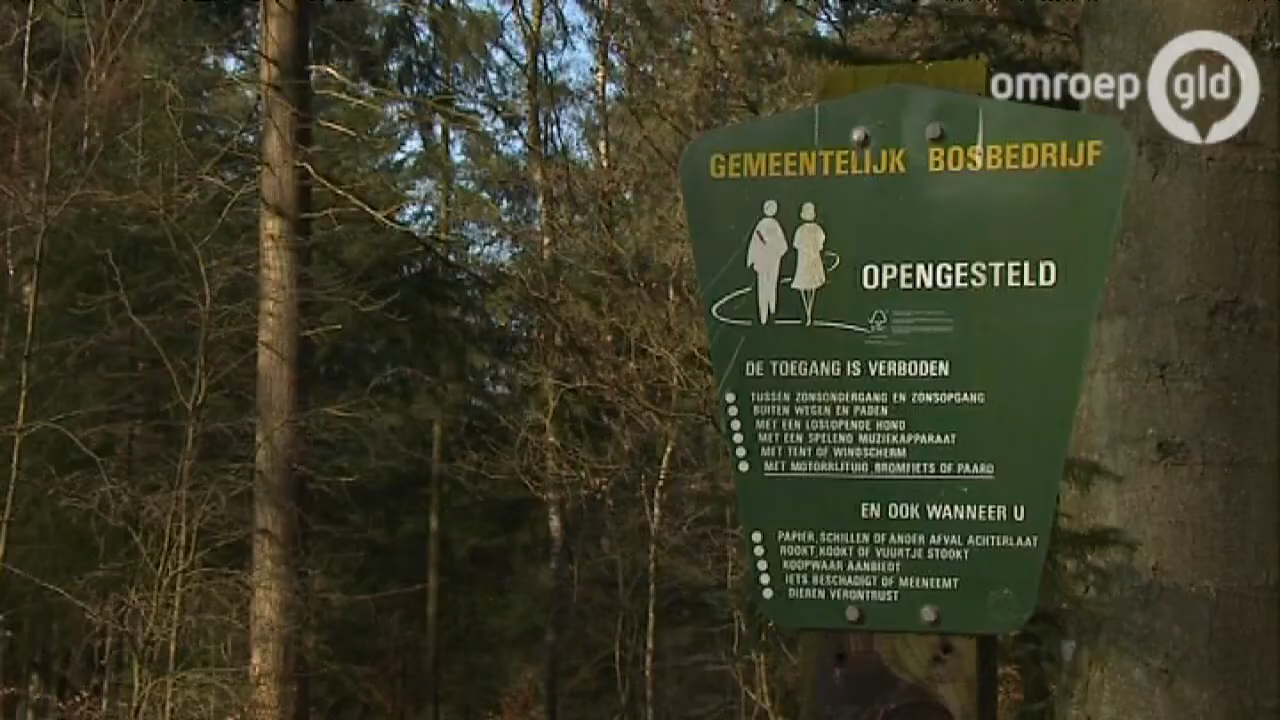 omroep gld
GEMEENTELIJK BOSBEDRIJF
OPENGESTELD
DE TOEGANG IS VERBODEN
TUSSEN ZONSONDERGANG EN ZONSOPGANG
BUITEN WEGEN EN PADEN
MET EEN LOSLOPENDE HOND
MET EEN SPELEND MUZIEKAPPARAAT
MET TENT OF WINDSCHERM
MET MOTORRIJTUIG, BROMFIETS OF PAARD
EN OOK WANNEER U
PAPIER, SCHILLEN OF ANDER AFVAL ACHTERLAAT
ROOKT, KOOKT OF VUURTJE STOOKT
KOOPWAAR AANBIEDT
IETS BESCHADIGT OF MEENEEMT
DIEREN VERONTRUST